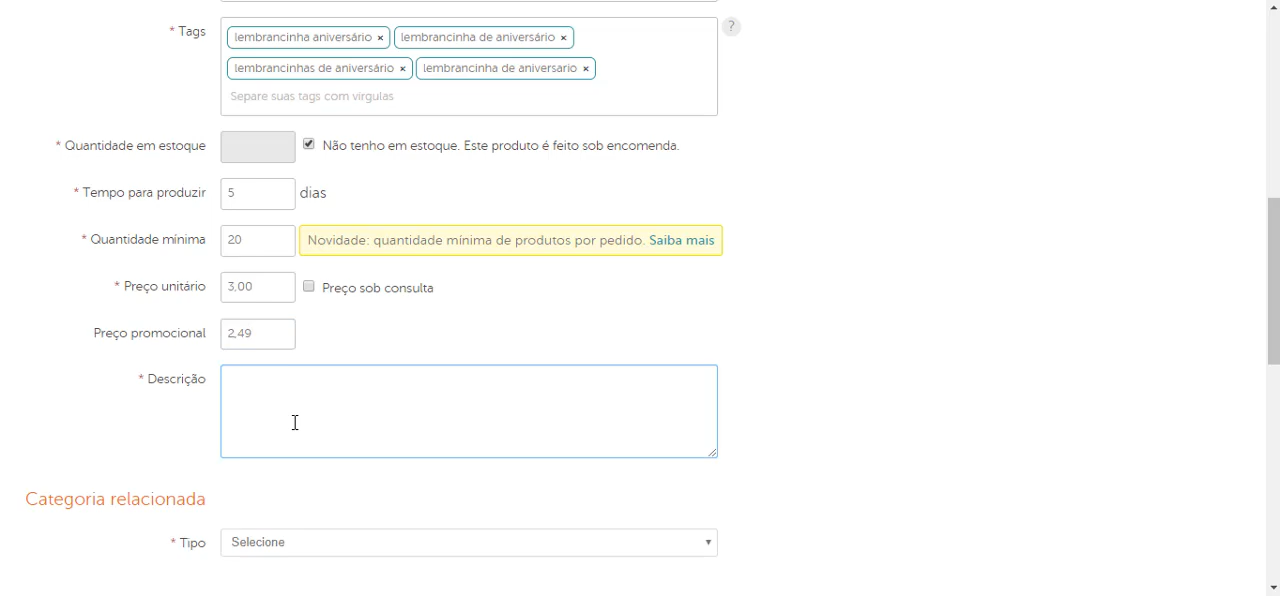 * Tags
lembrancinha aniversário × lembrancinha de aniversário ×
lembrancinhas de aniversário × lembrancinha de aniversario ×
Separe suas tags com virgulas
?
* Quantidade em estoque Não tenho em estoque. Este produto é feito sob encomenda.
* Tempo para produzir 5 dias
* Quantidade mínima 20 Novidade: quantidade mínima de produtos por pedido. Saiba mais
* Preço unitário 3,00 Preço sob consulta
Preço promocional 2,49
* Descrição
Categoria relacionada
* Tipo Selecione